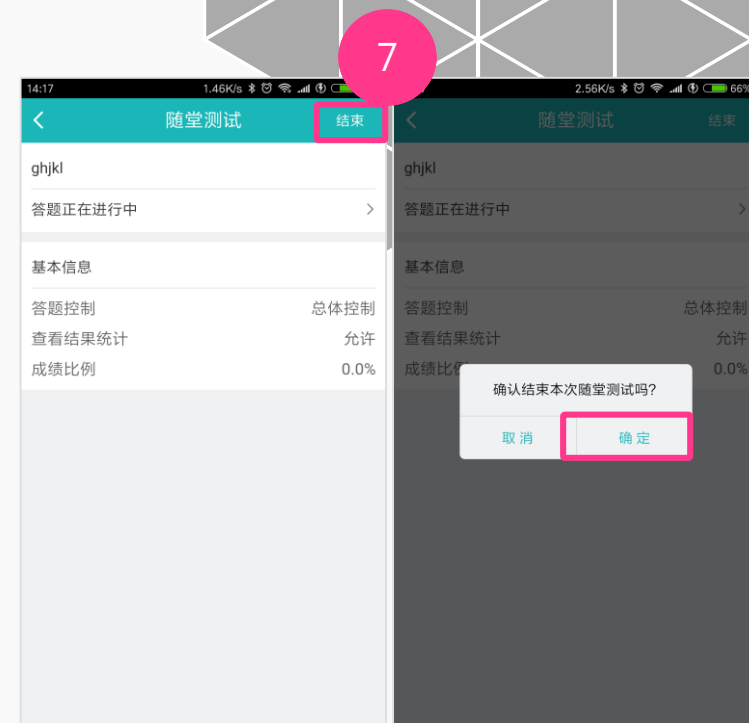 7
14:17 1.46K/s
随堂测试 结束
ghjkl
答题正在进行中
基本信息
答题控制 总体控制
查看结果统计 允许
成绩比例 0.0%
2.56K/s 66%
随堂测试 结束
ghjkl
答题正在进行中
基本信息
答题控制 总体控制
查看结果统计 允许
成绩比例 0.0%
确认结束本次随堂测试吗?
取消 确定